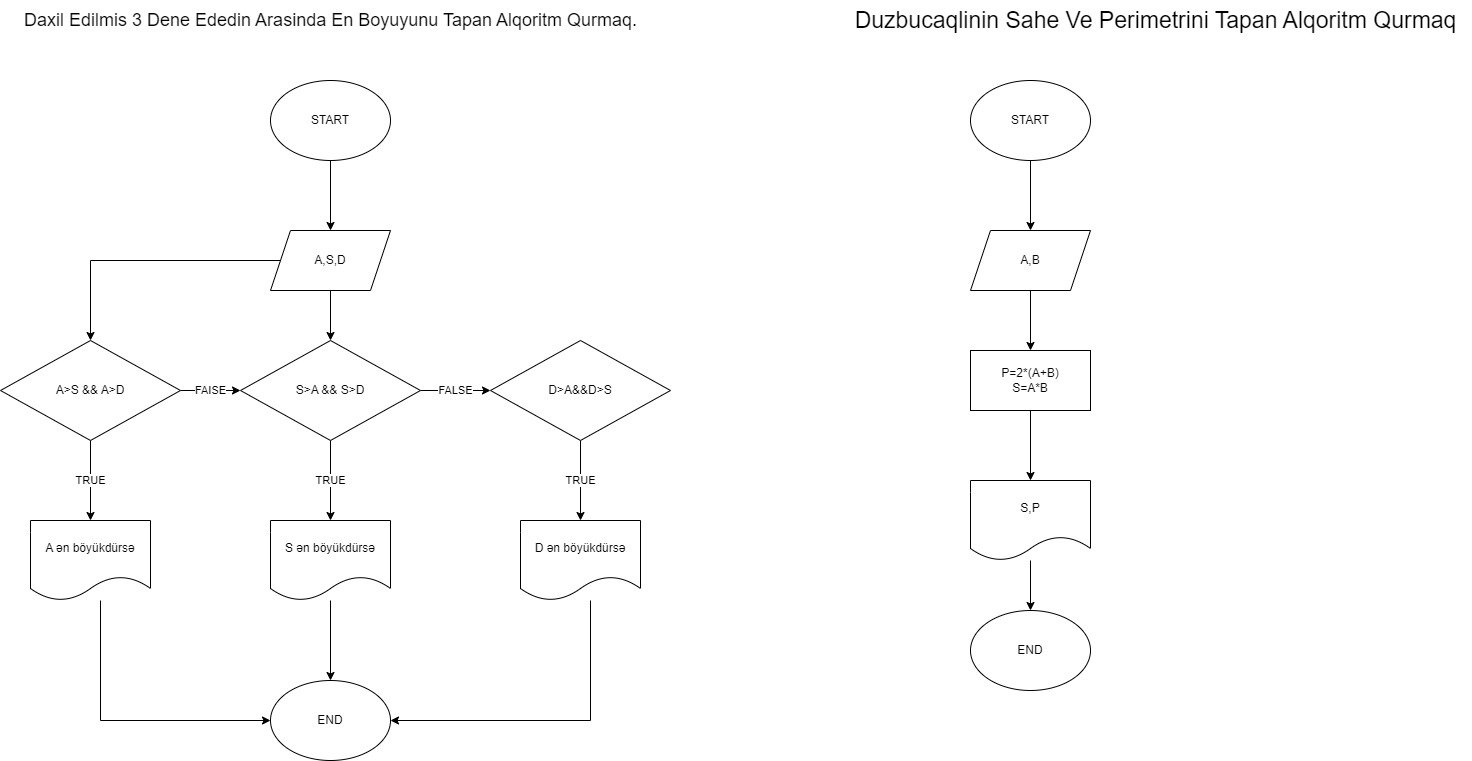 Daxil Edilmis 3 Dene Ededin Arasinda En Boyuyunu Tapan Alqoritm Qurmaq.
START
A,S,D
A>S && A>D
FAISE
S>A && S>D
FALSE
D>A&&D>S
TRUE
TRUE
TRUE
A ən böyükdürsə
S ən böyükdürsə
D ən böyükdürsə
END
Duzbucaqlinin Sahe Ve Perimetrini Tapan Alqoritm Qurmaq
START
A,B
P=2*(A+B)
S=A*B
S,P
END